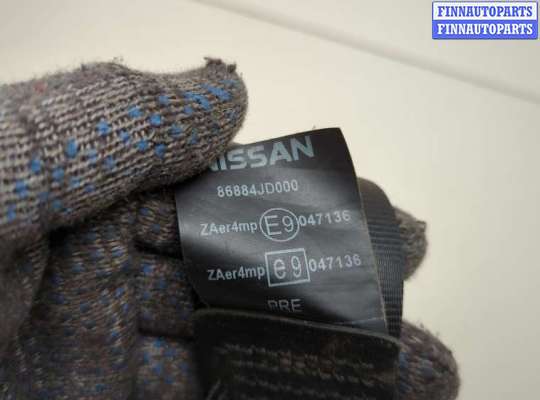 FINNAUTOPARTS
FINNAUTOPARTS
NISSAN
86884JD000
ZAer4mp E9 047136
ZAer4mp e9 047136
PRE